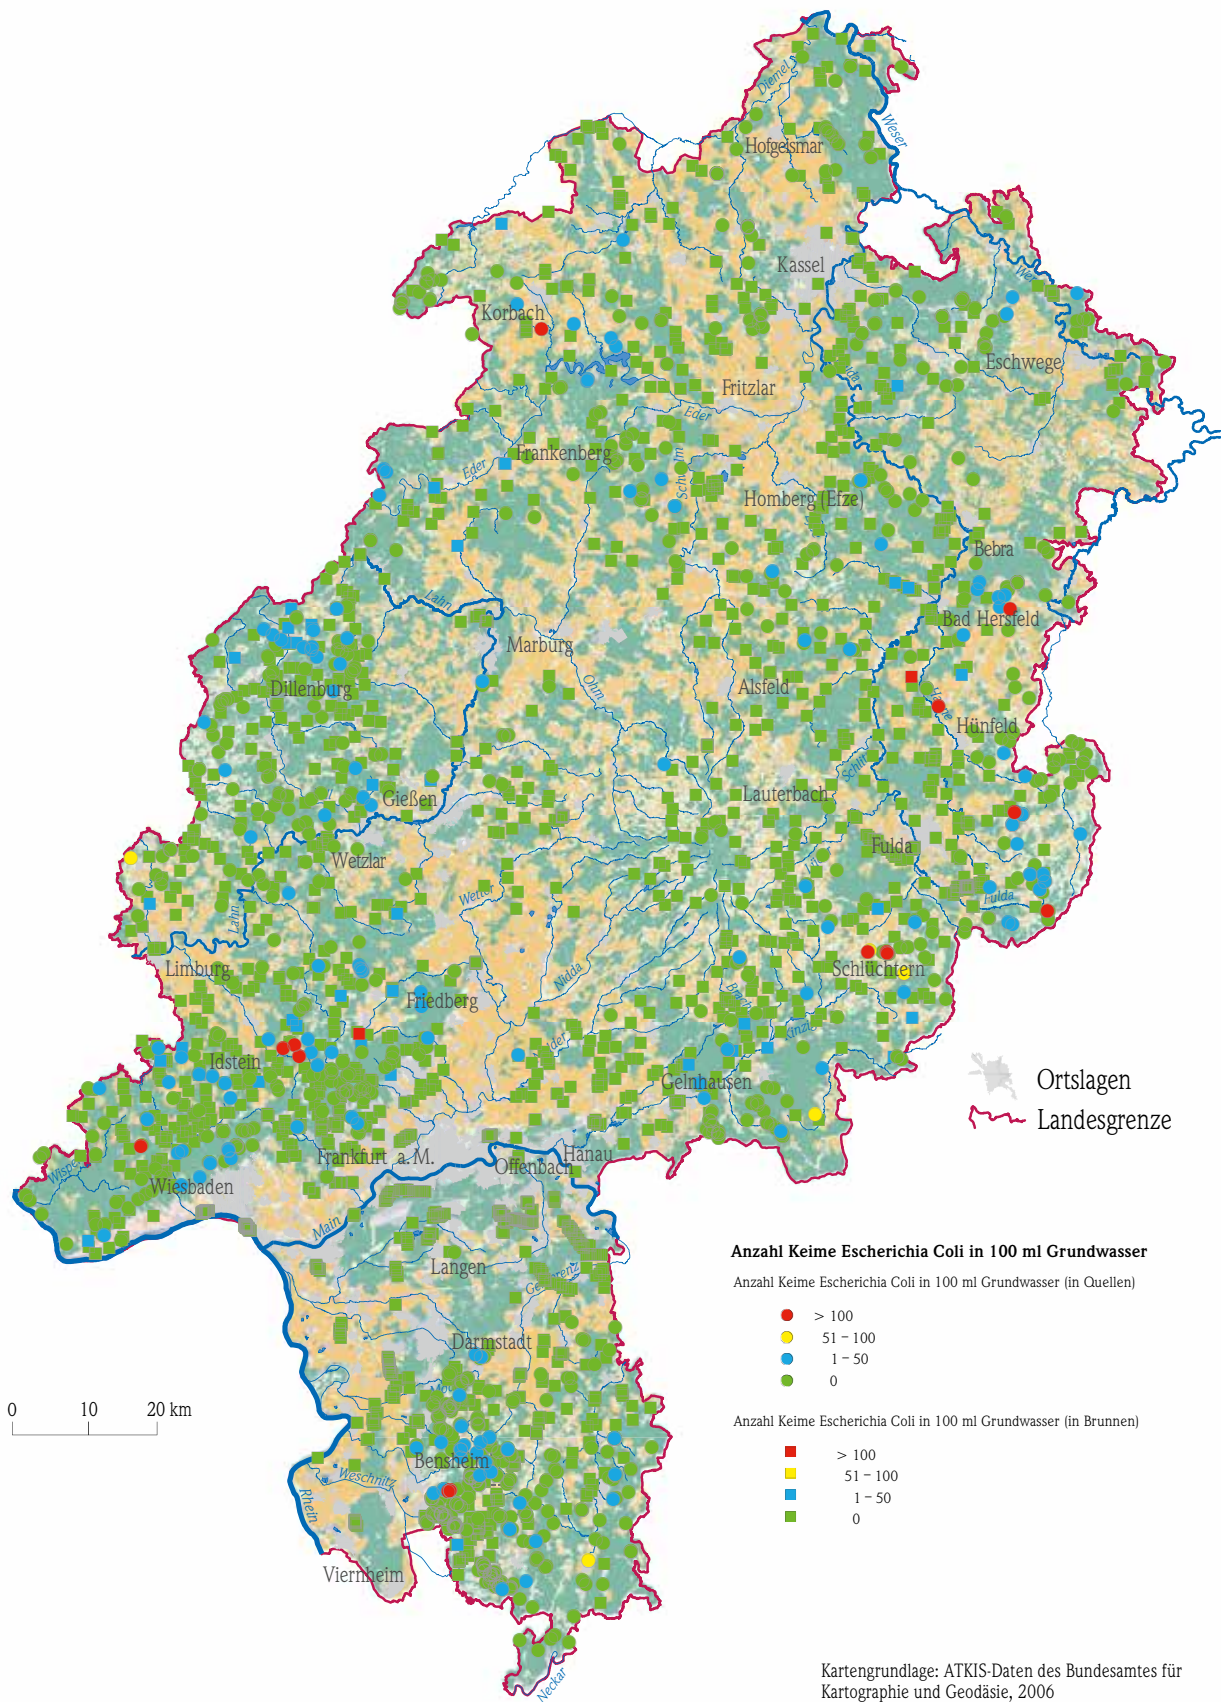 Diemel
Weser
Hofgeismar
Kassel
Korbach
Eschwege
Fritzlar
Eder
Frankenberg
Eder
Homberg (Efze)
Bebra
Lahn
Bad Hersfeld
Marburg
Dillenburg
Ohm
Alsfeld
Hünfeld
Gießen
Lauterbach
Fulda
Wetzlar
Wetter
Fulda
Lahn
Limburg
Nidda
Schlüchtern
Friedberg
Idstein
Gelnhausen
Ortslagen
Landesgrenze
Frankfurt a. M.
Hanau
Offenbach
Wiesbaden
Main
Langen
Darmstadt
Bensheim
Weschnitz
Rhein
Viernheim
Neckar
0 10 20 km
Anzahl Keime Escherichia Coli in 100 ml Grundwasser
Anzahl Keime Escherichia Coli in 100 ml Grundwasser (in Quellen)
> 100
51 – 100
1 – 50
0
Anzahl Keime Escherichia Coli in 100 ml Grundwasser (in Brunnen)
> 100
51 – 100
1 – 50
0
Kartengrundlage: ATKIS-Daten des Bundesamtes für
Kartographie und Geodäsie, 2006